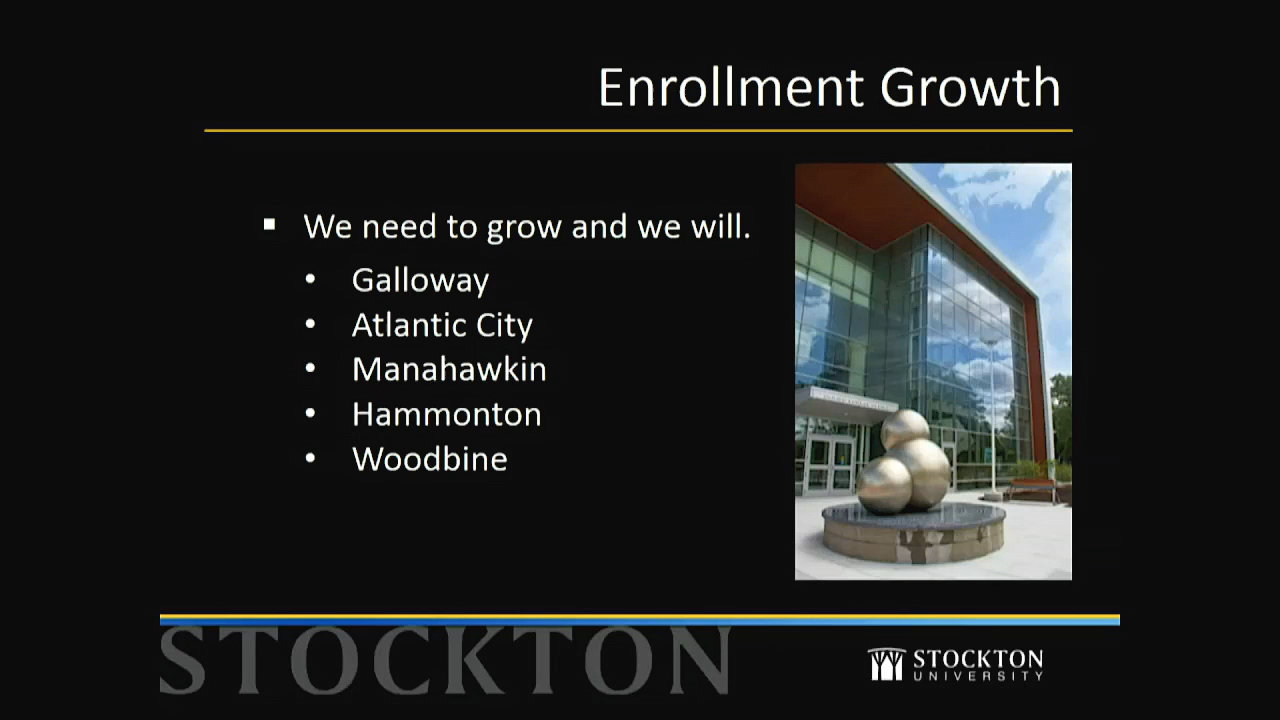 Enrollment Growth
▪ We need to grow and we will.
• Galloway
• Atlantic City
• Manahawkin
• Hammonton
• Woodbine
STOCKTON
STOCKTON
UNIVERSITY